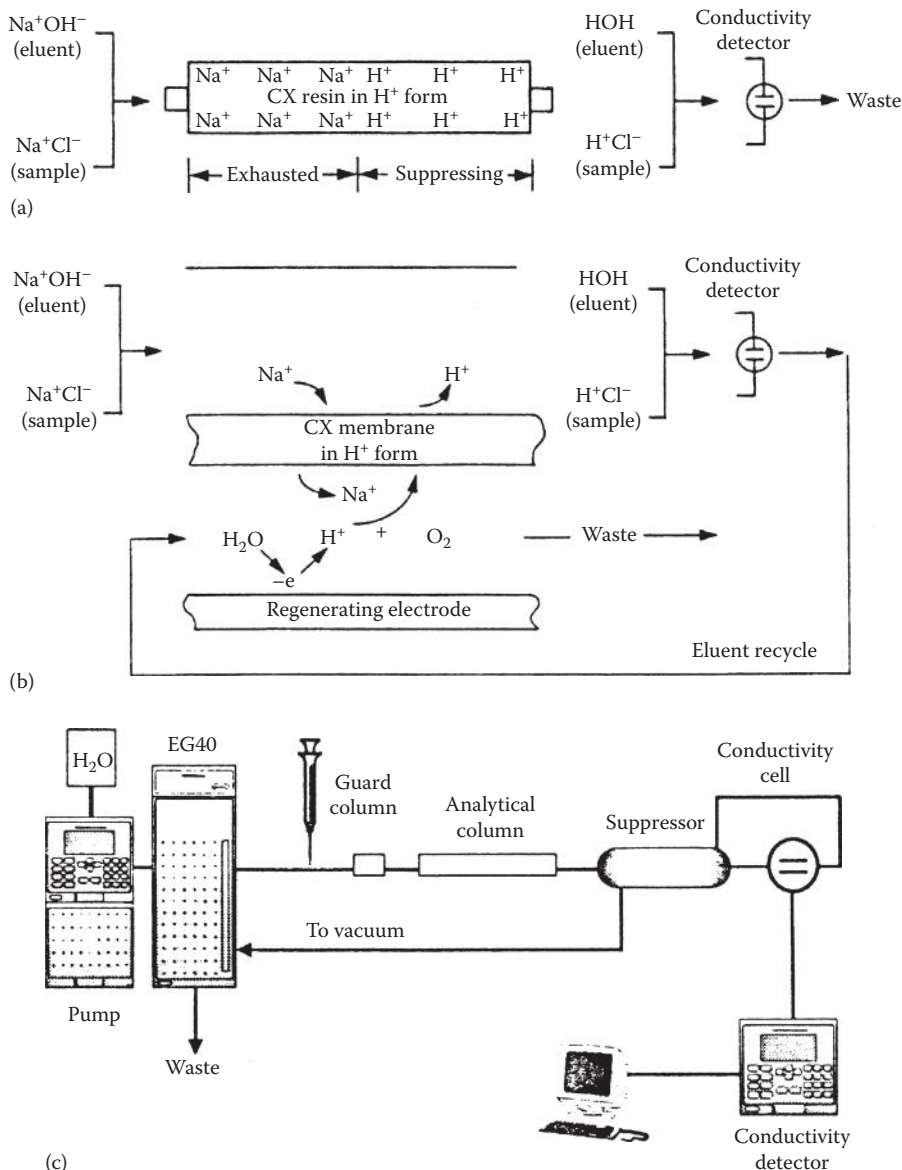 Na⁺OH⁻
(eluent)
Na⁺Cl⁻
(sample)
Na⁺ Na⁺ Na⁺ H⁺ H⁺ H⁺
CX resin in H⁺ form
Na⁺ Na⁺ Na⁺ H⁺ H⁺ H⁺
Exhausted Suppressing
HOH
(eluent)
H⁺Cl⁻
(sample)
Conductivity
detector
Waste
(a)
Na⁺OH⁻
(eluent)
Na⁺Cl⁻
(sample)
Na⁺ H⁺
CX membrane
in H⁺ form
Na⁺
H₂O H⁺ + O₂
–e
Regenerating electrode
Waste
HOH
(eluent)
H⁺Cl⁻
(sample)
Conductivity
detector
Eluent recycle
(b)
H₂O
EG40
Guard
column
Analytical
column
Suppressor
Conductivity
cell
To vacuum
Pump
Waste
Conductivity
detector
(c)